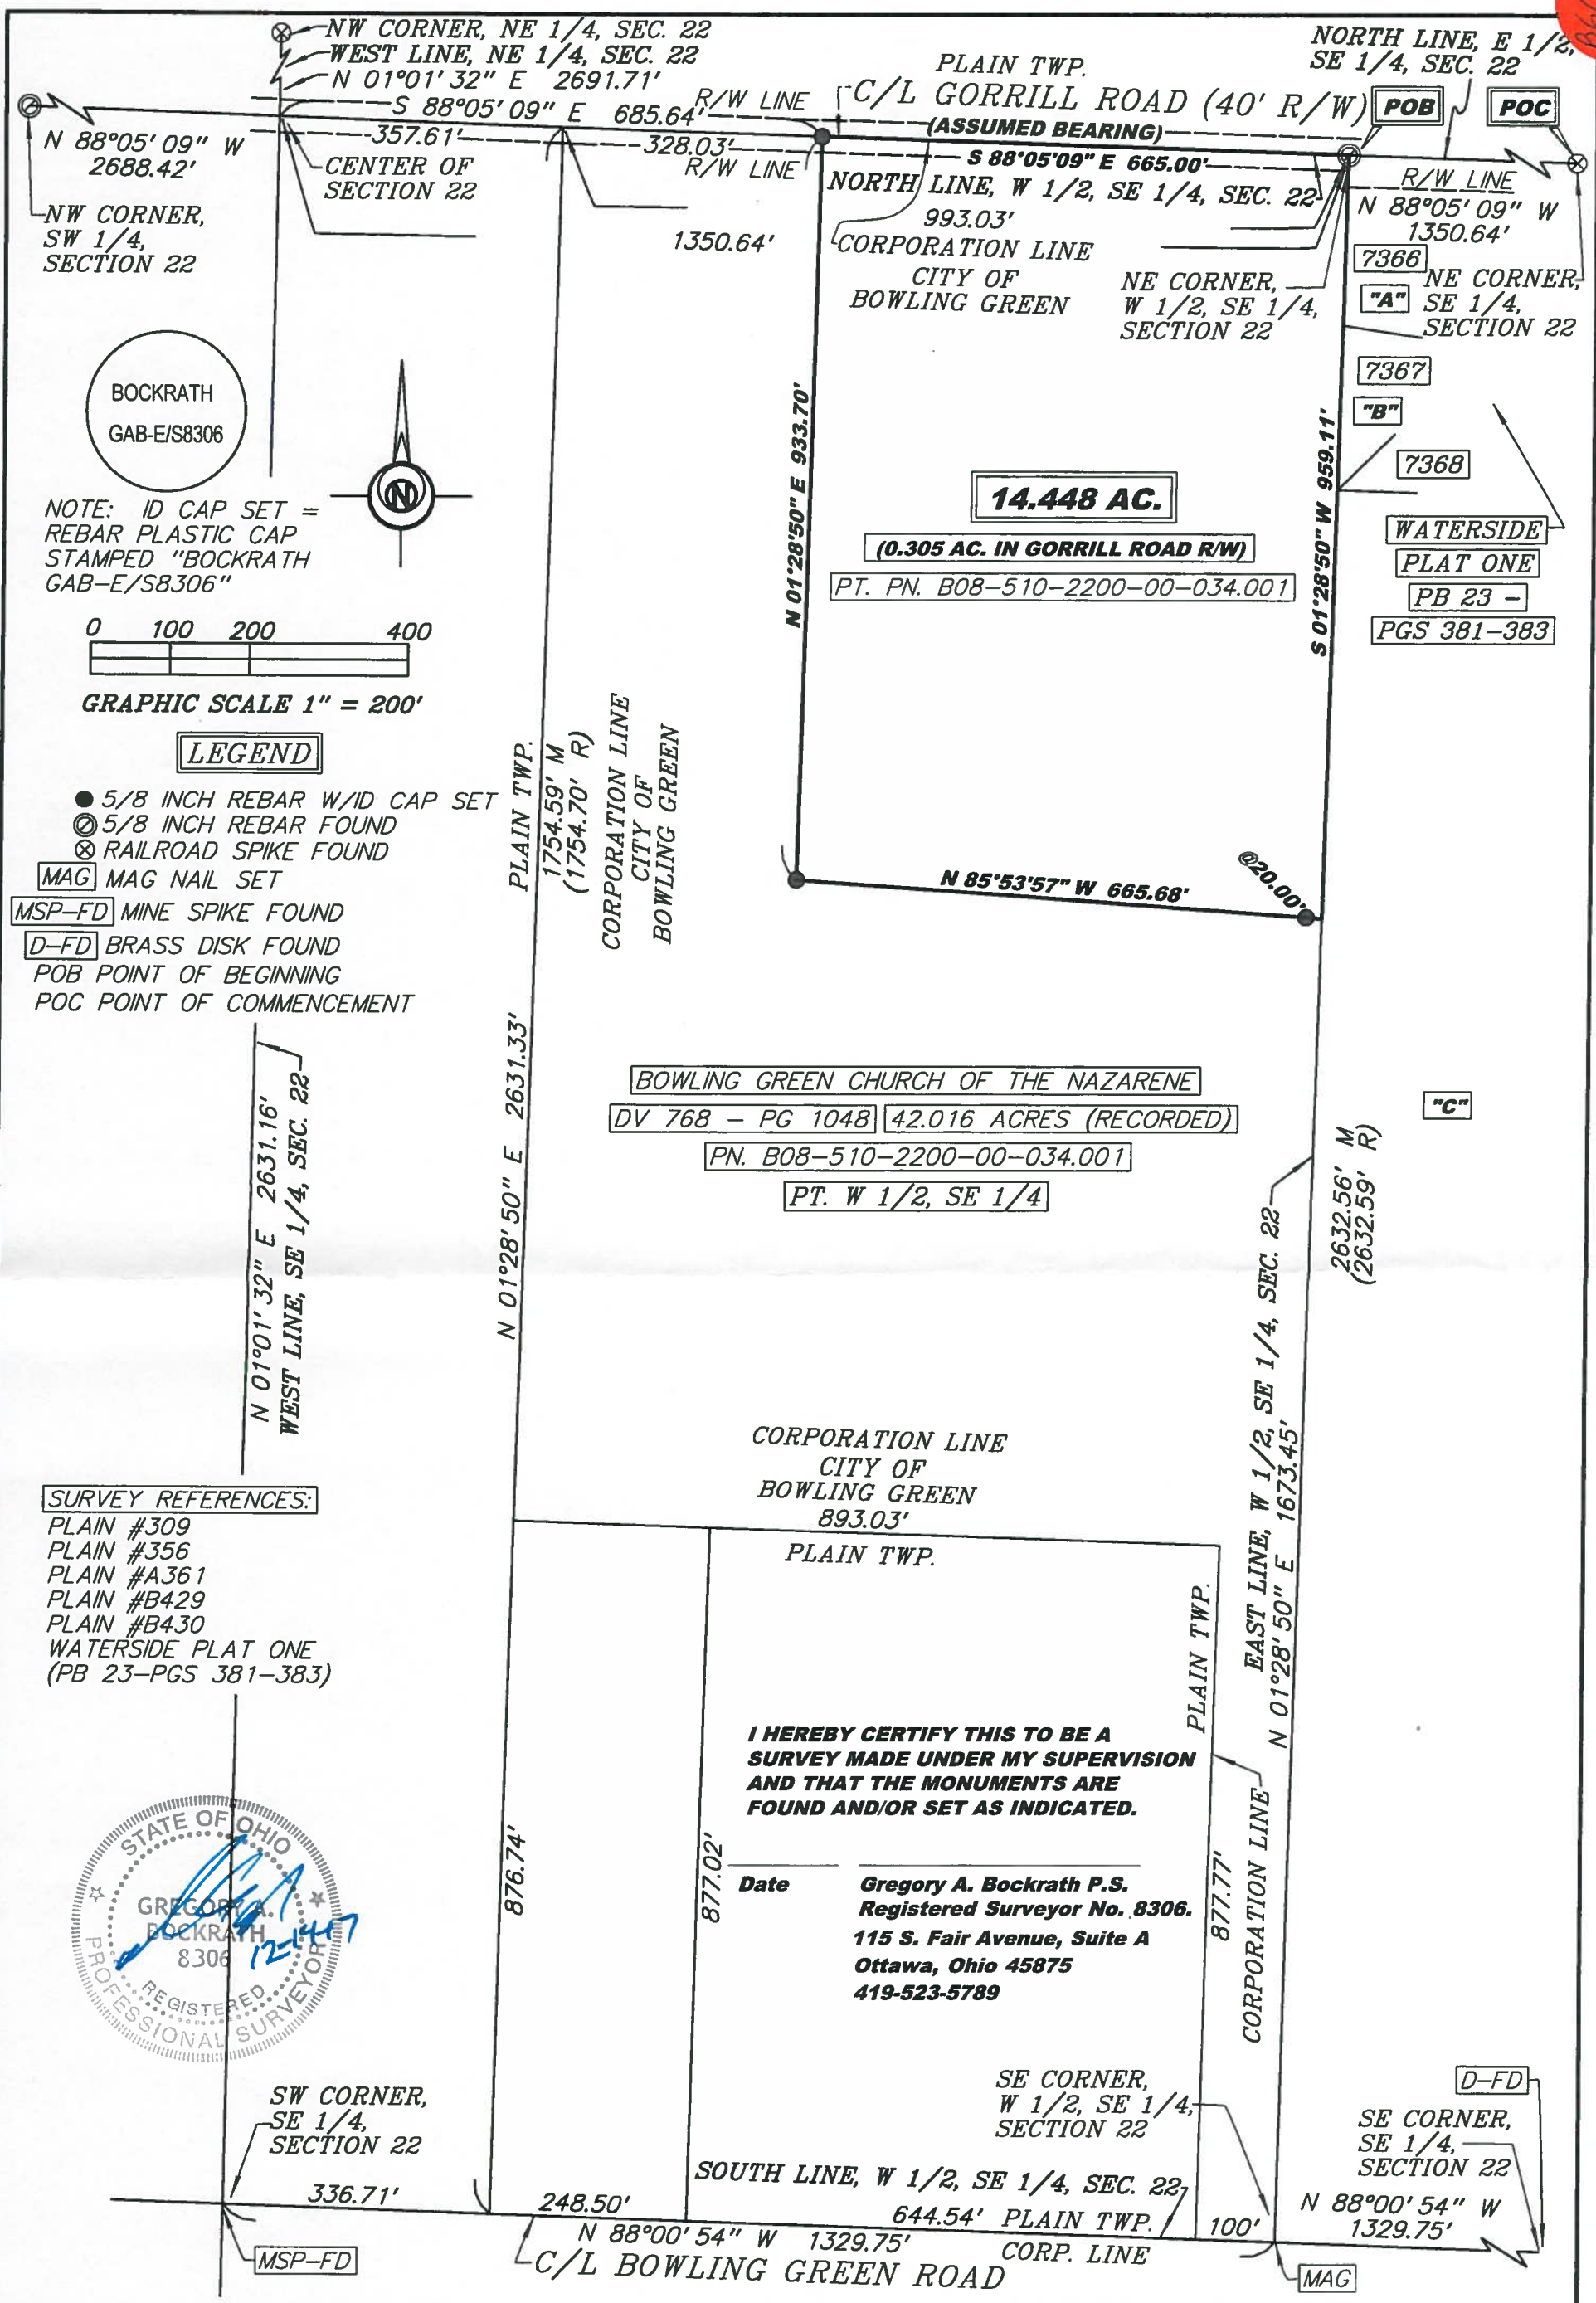 NW CORNER, NE 1/4, SEC. 22
WEST LINE, NE 1/4, SEC. 22
N 01°01'32" E 2691.71'
S 88°05'09" E 685.64'
R/W LINE
PLAIN TWP.
C/L GORRILL ROAD (40' R/W)
(ASSUMED BEARING)
S 88°05'09" E 665.00'
NORTH LINE, E 1/2,
SE 1/4, SEC. 22
POB
POC
N 88°05'09" W
2688.42'
357.61'
328.03'
R/W LINE
CENTER OF
SECTION 22
NW CORNER,
SW 1/4,
SECTION 22
1350.64'
NORTH LINE, W 1/2, SE 1/4, SEC. 22
993.03'
CORPORATION LINE
CITY OF
BOWLING GREEN
NE CORNER,
W 1/2, SE 1/4,
SECTION 22
R/W LINE
N 88°05'09" W
1350.64'
7366
"A"
NE CORNER,
SE 1/4,
SECTION 22
7367
"B"
7368
WATERSIDE
PLAT ONE
PB 23 -
PGS 381-383
BOCKRATH
GAB-E/S8306
N
NOTE: ID CAP SET =
REBAR PLASTIC CAP
STAMPED "BOCKRATH
GAB-E/S8306"
0 100 200 400
GRAPHIC SCALE 1" = 200'
N 01°28'50" E 933.70'
14.448 AC.
(0.305 AC. IN GORRILL ROAD R/W)
PT. PN. B08-510-2200-00-034.001
S 01°28'50" W 959.11'
LEGEND
5/8 INCH REBAR W/ID CAP SET
5/8 INCH REBAR FOUND
RAILROAD SPIKE FOUND
MAG MAG NAIL SET
MSP-FD MINE SPIKE FOUND
D-FD BRASS DISK FOUND
POB POINT OF BEGINNING
POC POINT OF COMMENCEMENT
PLAIN TWP.
1754.59' M
(1754.70' R)
CORPORATION LINE
CITY OF
BOWLING GREEN
N 85°53'57" W 665.68'
@20.00'
N 01°28'50" E 2631.33'
N 01°01'32" E 2631.16'
WEST LINE, SE 1/4, SEC. 22
BOWLING GREEN CHURCH OF THE NAZARENE
DV 768 - PG 1048 42.016 ACRES (RECORDED)
PN. B08-510-2200-00-034.001
PT. W 1/2, SE 1/4
"C"
2632.56' M
(2632.59' R)
EAST LINE, W 1/2, SE 1/4, SEC. 22
N 01°28'50" E 1673.45'
CORPORATION LINE
CITY OF
BOWLING GREEN
893.03'
PLAIN TWP.
PLAIN TWP.
SURVEY REFERENCES:
PLAIN #309
PLAIN #356
PLAIN #A361
PLAIN #B429
PLAIN #B430
WATERSIDE PLAT ONE
(PB 23-PGS 381-383)
I HEREBY CERTIFY THIS TO BE A
SURVEY MADE UNDER MY SUPERVISION
AND THAT THE MONUMENTS ARE
FOUND AND/OR SET AS INDICATED.
Date
Gregory A. Bockrath P.S.
Registered Surveyor No. 8306.
115 S. Fair Avenue, Suite A
Ottawa, Ohio 45875
419-523-5789
STATE OF OHIO
GREGORY A.
BOCKRATH
8306
REGISTERED
PROFESSIONAL SURVEYOR
12-14-17
876.74'
877.02'
877.77'
CORPORATION LINE
SW CORNER,
SE 1/4,
SECTION 22
SE CORNER,
W 1/2, SE 1/4,
SECTION 22
D-FD
SE CORNER,
SE 1/4,
SECTION 22
336.71'
248.50'
SOUTH LINE, W 1/2, SE 1/4, SEC. 22
644.54' PLAIN TWP.
100'
N 88°00'54" W 1329.75'
CORP. LINE
N 88°00'54" W
1329.75'
MSP-FD
C/L BOWLING GREEN ROAD
MAG